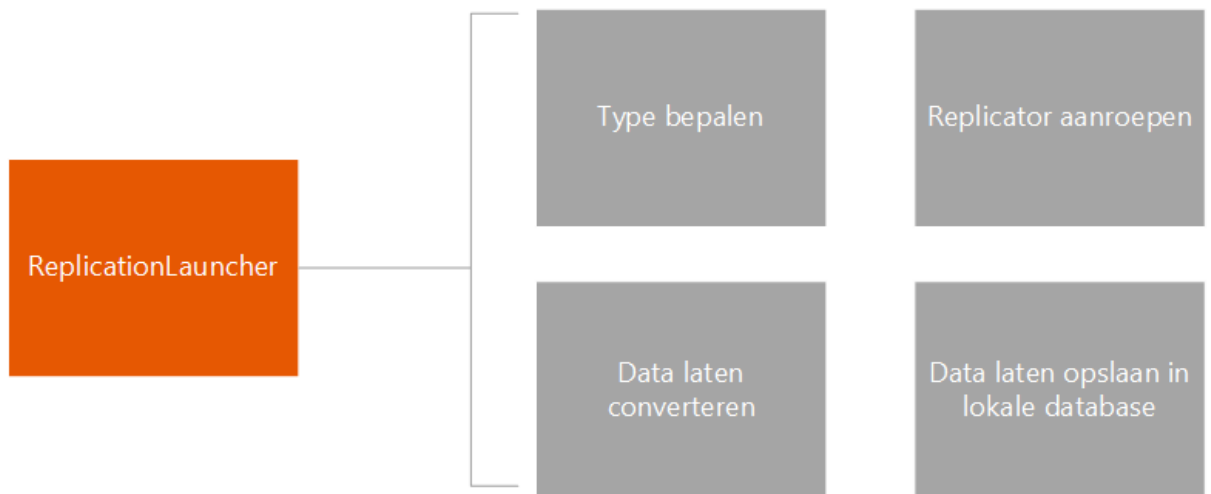 Type bepalen
Replicator aanroepen
ReplicationLauncher
Data laten
converteren
Data laten opslaan in
lokale database